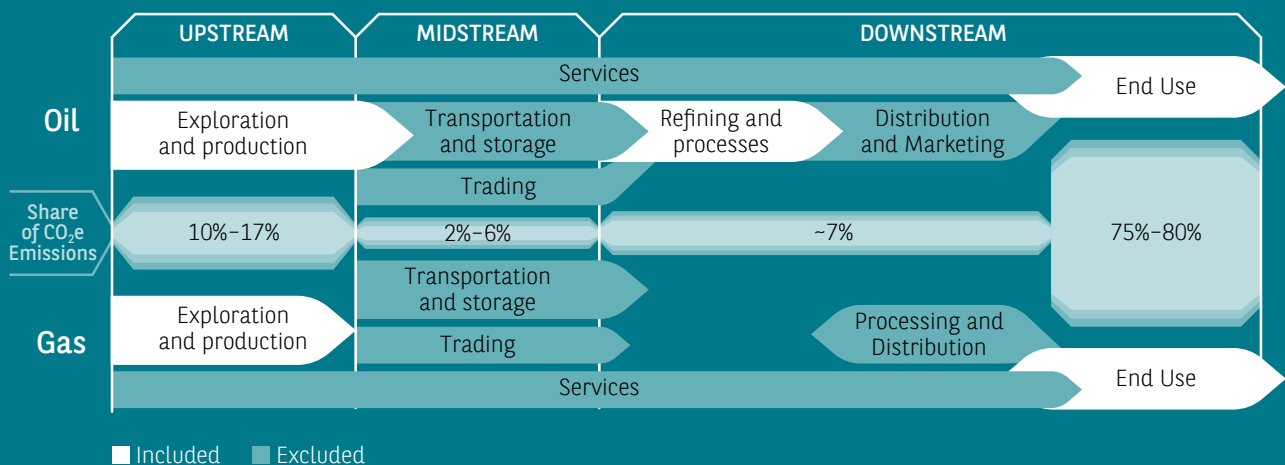 UPSTREAM
MIDSTREAM
DOWNSTREAM
Services
End Use
Oil
Exploration
and production
Transportation
and storage
Refining and
processes
Distribution
and Marketing
Trading
Share
of CO₂e
Emissions
10%–17%
2%–6%
~7%
75%–80%
Transportation
and storage
Gas
Exploration
and production
Trading
Processing and
Distribution
Services
End Use
Included
Excluded